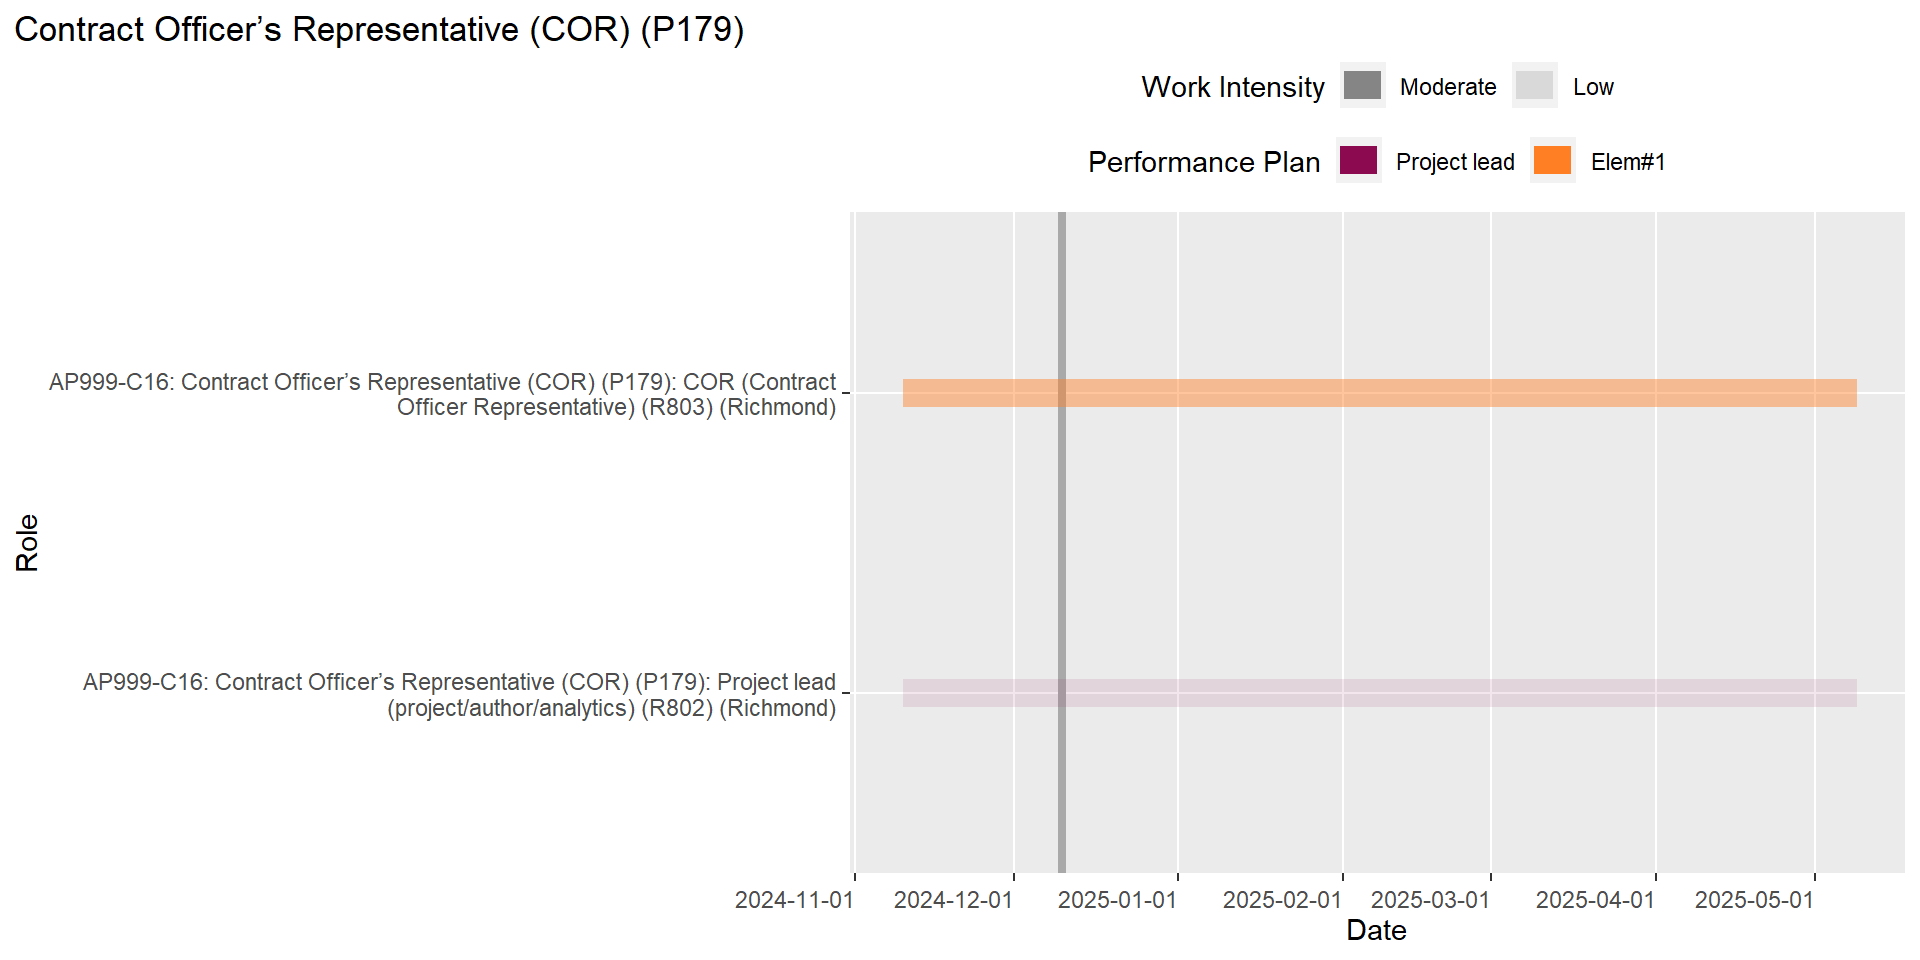 Contract Officer’s Representative (COR) (P179)
Work Intensity Moderate Low
Performance Plan Project lead Elem#1
AP999-C16: Contract Officer’s Representative (COR) (P179): COR (Contract
Officer Representative) (R803) (Richmond)
Role
AP999-C16: Contract Officer’s Representative (COR) (P179): Project lead
(project/author/analytics) (R802) (Richmond)
2024-11-01 2024-12-01 2025-01-01 2025-02-01 2025-03-01 2025-04-01 2025-05-01
Date